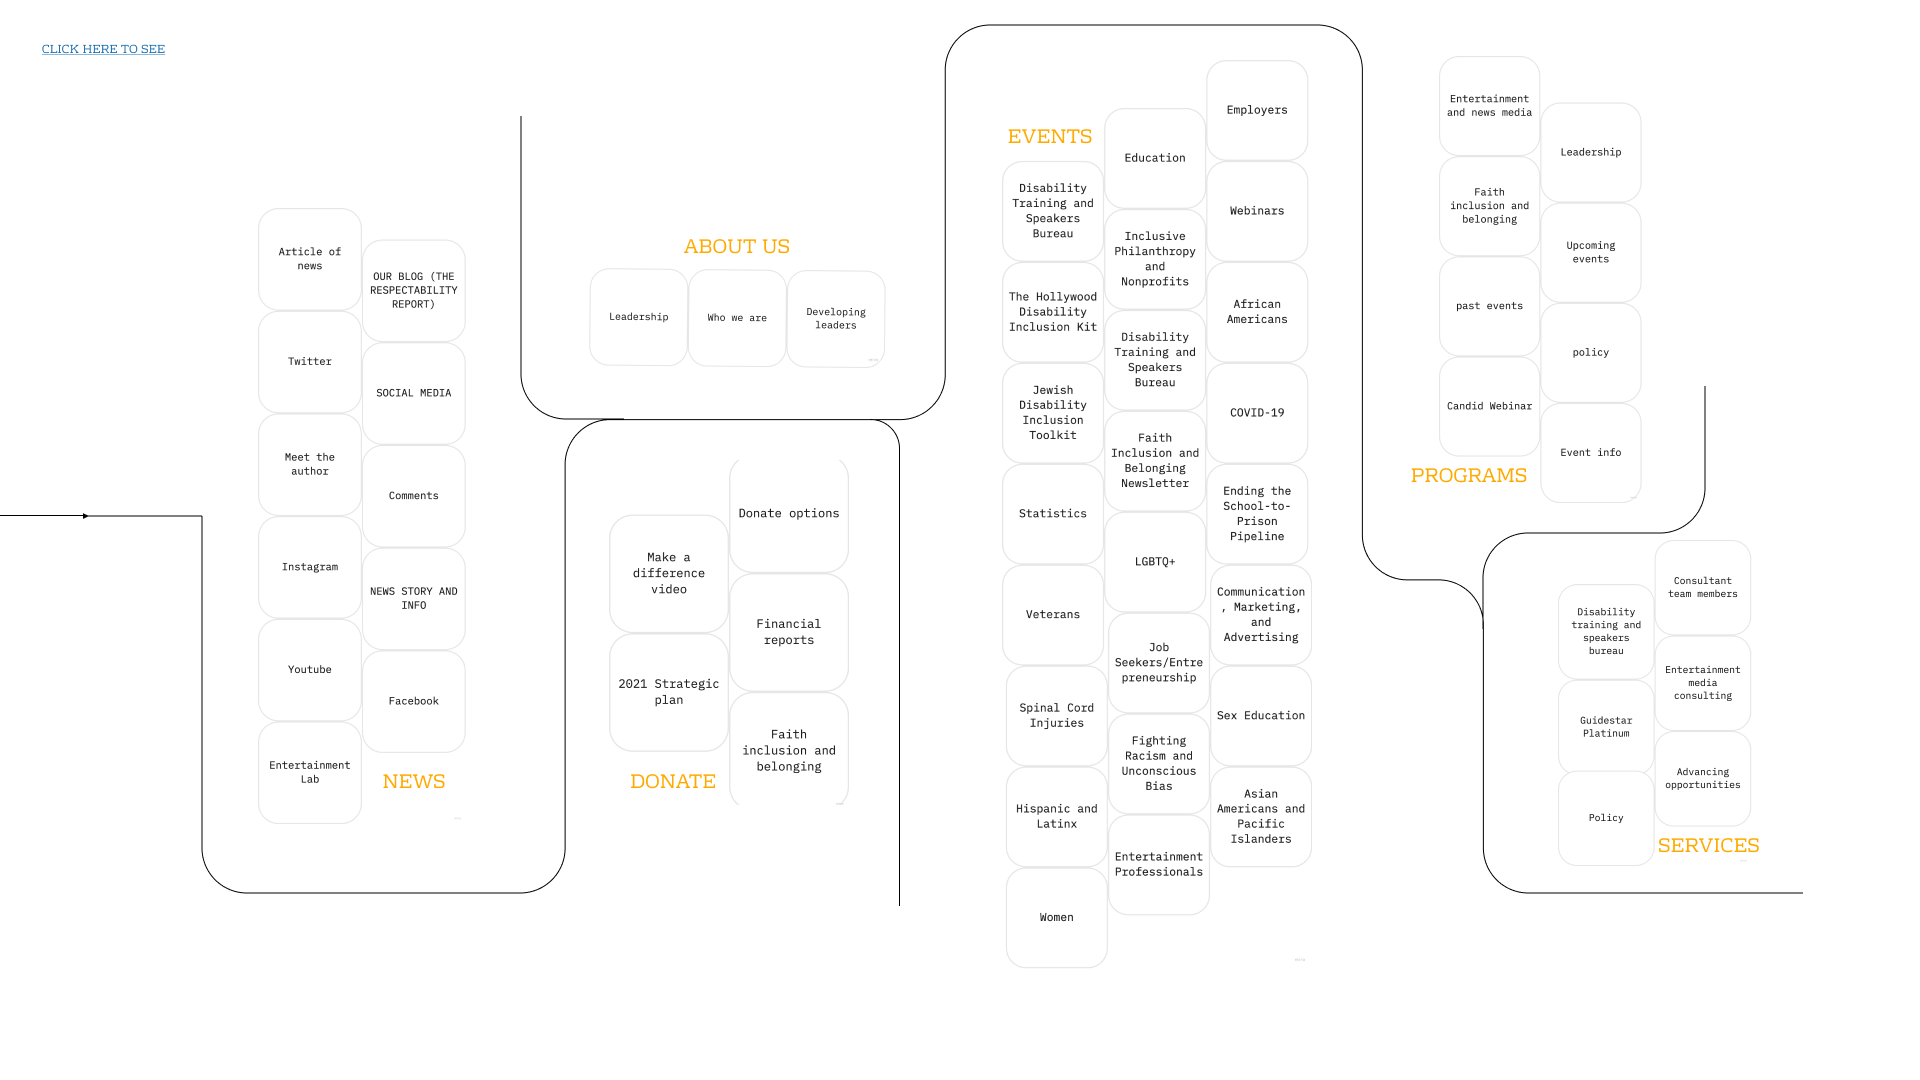 CLICK HERE TO SEE
Article of
news
Twitter
Meet the
author
Instagram
Youtube
Entertainment
Lab
OUR BLOG (THE
RESPECTABILITY
REPORT)
SOCIAL MEDIA
Comments
NEWS STORY AND
INFO
Facebook
NEWS
ABOUT US
Leadership
Who we are
Developing
leaders
Make a
difference
video
2021 Strategic
plan
Donate options
Financial
reports
Faith
inclusion and
belonging
DONATE
EVENTS
Disability
Training and
Speakers
Bureau
The Hollywood
Disability
Inclusion Kit
Jewish
Disability
Inclusion
Toolkit
Statistics
Veterans
Spinal Cord
Injuries
Hispanic and
Latinx
Women
Education
Inclusive
Philanthropy
and
Nonprofits
Disability
Training and
Speakers
Bureau
Faith
Inclusion and
Belonging
Newsletter
LGBTQ+
Job
Seekers/Entre
preneurship
Fighting
Racism and
Unconscious
Bias
Entertainment
Professionals
Employers
Webinars
African
Americans
COVID-19
Ending the
School-to-
Prison
Pipeline
Communication
, Marketing,
and
Advertising
Sex Education
Asian
Americans and
Pacific
Islanders
Entertainment
and news media
Faith
inclusion and
belonging
past events
Candid Webinar
Leadership
Upcoming
events
policy
Event info
PROGRAMS
Disability
training and
speakers
bureau
Guidestar
Platinum
Policy
Consultant
team members
Entertainment
media
consulting
Advancing
opportunities
SERVICES